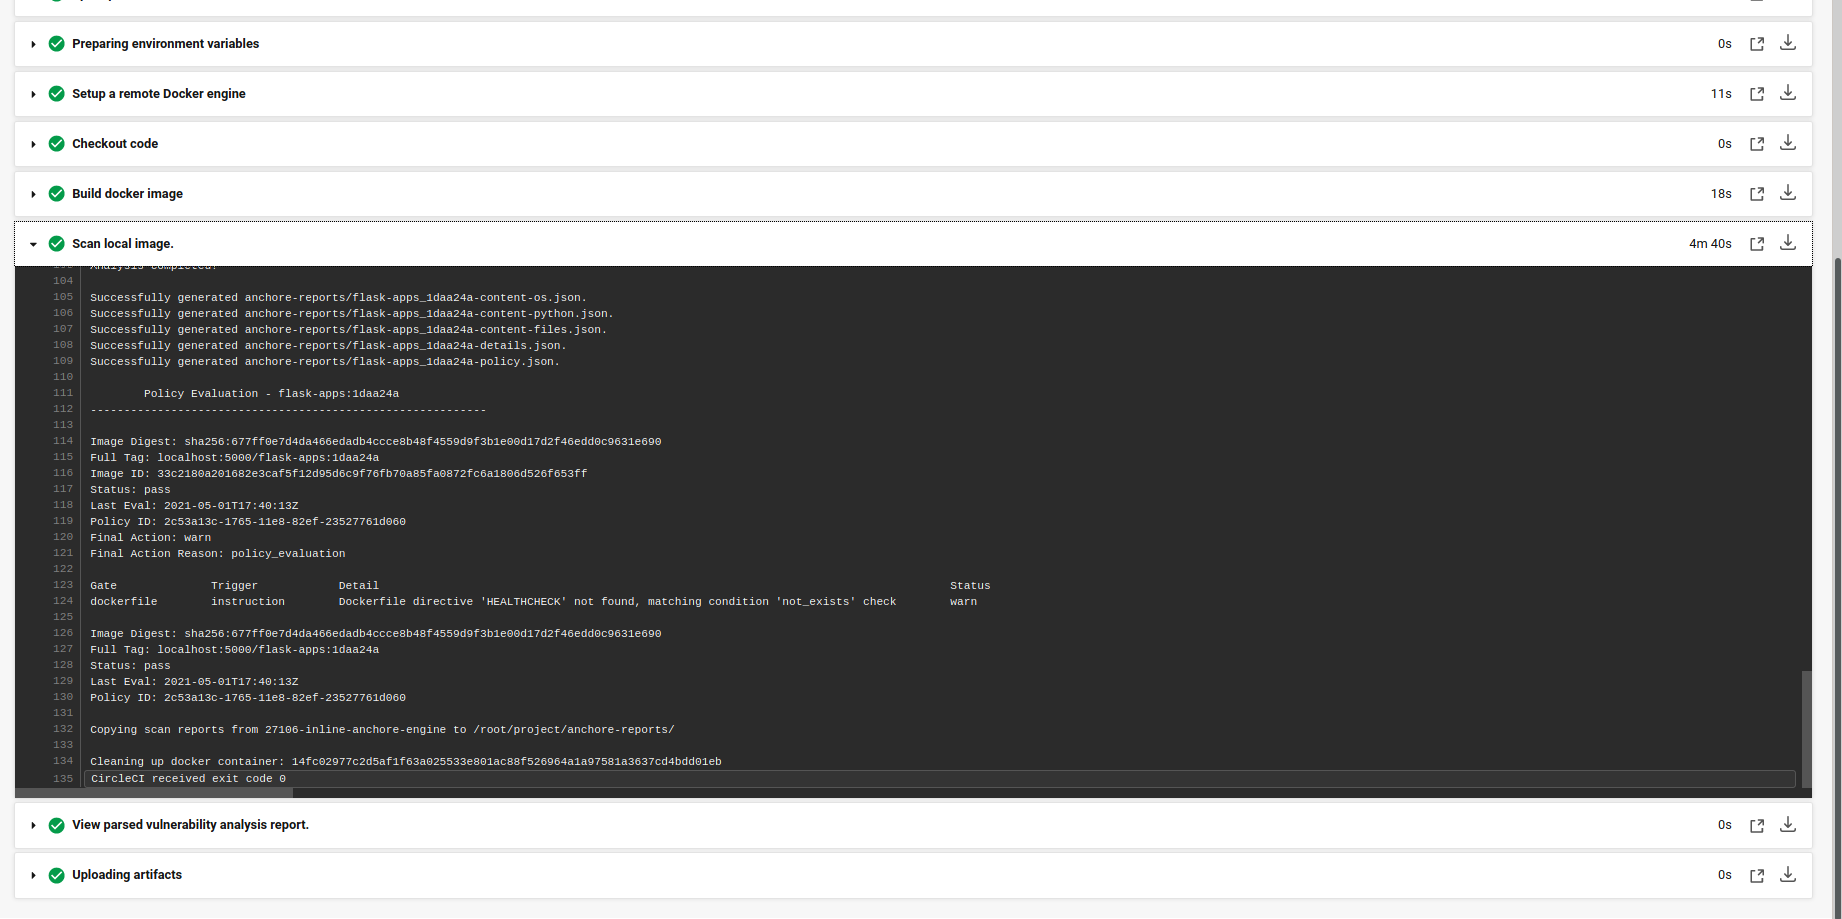 Preparing environment variables 0s
Setup a remote Docker engine 11s
Checkout code 0s
Build docker image 18s
Scan local image. 4m 40s
104
105 Successfully generated anchore-reports/flask-apps_1daa24a-content-os.json.
106 Successfully generated anchore-reports/flask-apps_1daa24a-content-python.json.
107 Successfully generated anchore-reports/flask-apps_1daa24a-content-files.json.
108 Successfully generated anchore-reports/flask-apps_1daa24a-details.json.
109 Successfully generated anchore-reports/flask-apps_1daa24a-policy.json.
110
111 Policy Evaluation - flask-apps:1daa24a
112 -----------------------------------------------------------
113
114 Image Digest: sha256:677ff0e7d4da466edadb4ccce8b48f4559d9f3b1e00d17d2f46edd0c9631e690
115 Full Tag: localhost:5000/flask-apps:1daa24a
116 Image ID: 33c2180a201682e3caf5f12d95d6c9f76fb70a85fa0872fc6a1806d526f653ff
117 Status: pass
118 Last Eval: 2021-05-01T17:40:13Z
119 Policy ID: 2c53a13c-1765-11e8-82ef-23527761d060
120 Final Action: warn
121 Final Action Reason: policy_evaluation
122
123 Gate Trigger Detail Status
124 dockerfile instruction Dockerfile directive 'HEALTHCHECK' not found, matching condition 'not_exists' check warn
125
126 Image Digest: sha256:677ff0e7d4da466edadb4ccce8b48f4559d9f3b1e00d17d2f46edd0c9631e690
127 Full Tag: localhost:5000/flask-apps:1daa24a
128 Status: pass
129 Last Eval: 2021-05-01T17:40:13Z
130 Policy ID: 2c53a13c-1765-11e8-82ef-23527761d060
131
132 Copying scan reports from 27106-inline-anchore-engine to /root/project/anchore-reports/
133
134 Cleaning up docker container: 14fc02977c2d5af1f63a025533e801ac88f526964a1a97581a3637cd4bdd01eb
135 CircleCI received exit code 0
View parsed vulnerability analysis report. 0s
Uploading artifacts 0s